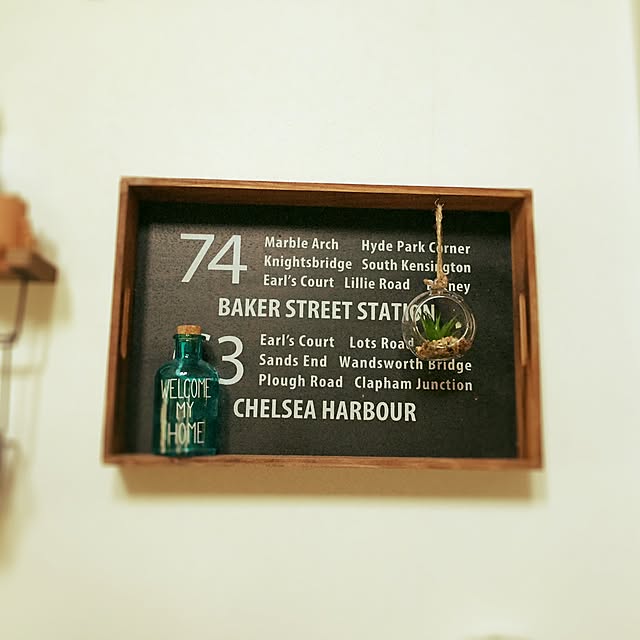 74
Marble Arch Hyde Park Corner
Knightsbridge South Kensington
Earl's Court Lillie Road
BAKER STREET STATION
3
Earl's Court Lots Road
Sands End Wandsworth Bridge
Plough Road Clapham Junction
CHELSEA HARBOUR
WELCOME
MY
HOME